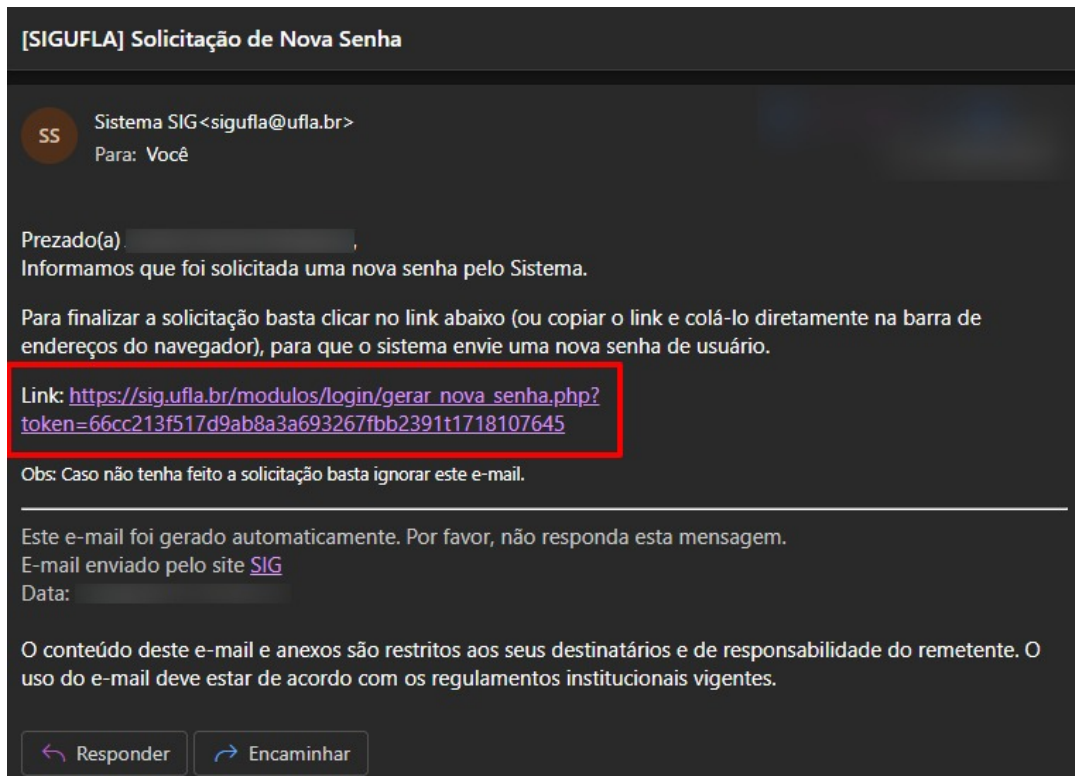 [SIGUFLA] Solicitação de Nova Senha
SS
Sistema SIG<sigufla@ufla.br>
Para: Você
Prezado(a) ,
Informamos que foi solicitada uma nova senha pelo Sistema.
Para finalizar a solicitação basta clicar no link abaixo (ou copiar o link e colá-lo diretamente na barra de
endereços do navegador), para que o sistema envie uma nova senha de usuário.
Link: https://sig.ufla.br/modulos/login/gerar_nova_senha.php?
token=66cc213f517d9ab8a3a693267fbb2391t1718107645
Obs: Caso não tenha feito a solicitação basta ignorar este e-mail.
Este e-mail foi gerado automaticamente. Por favor, não responda esta mensagem.
E-mail enviado pelo site SIG
Data:
O conteúdo deste e-mail e anexos são restritos aos seus destinatários e de responsabilidade do remetente. O
uso do e-mail deve estar de acordo com os regulamentos institucionais vigentes.
Responder
Encaminhar